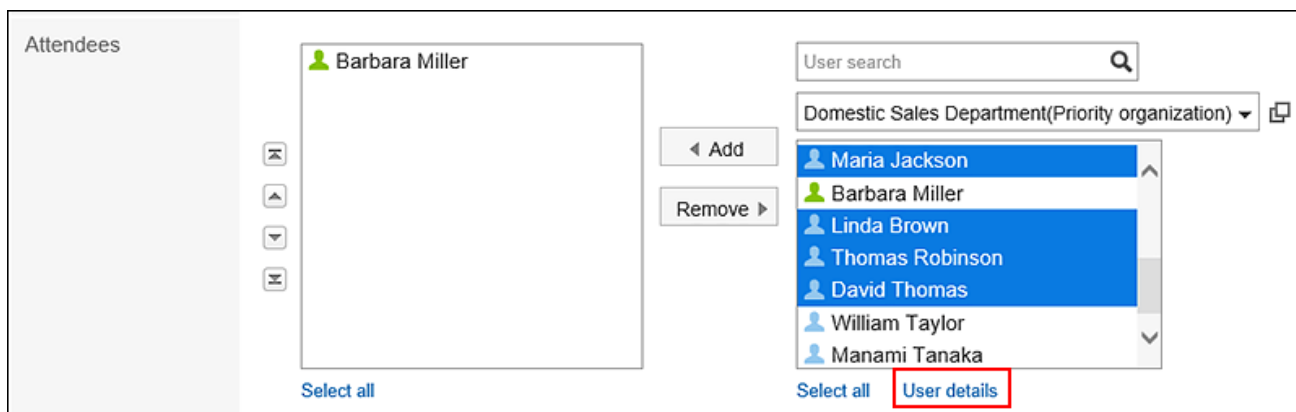 Attendees
Barbara Miller
Select all
Add
Remove
User search
Domestic Sales Department(Priority organization)
Maria Jackson
Barbara Miller
Linda Brown
Thomas Robinson
David Thomas
William Taylor
Manami Tanaka
Select all User details